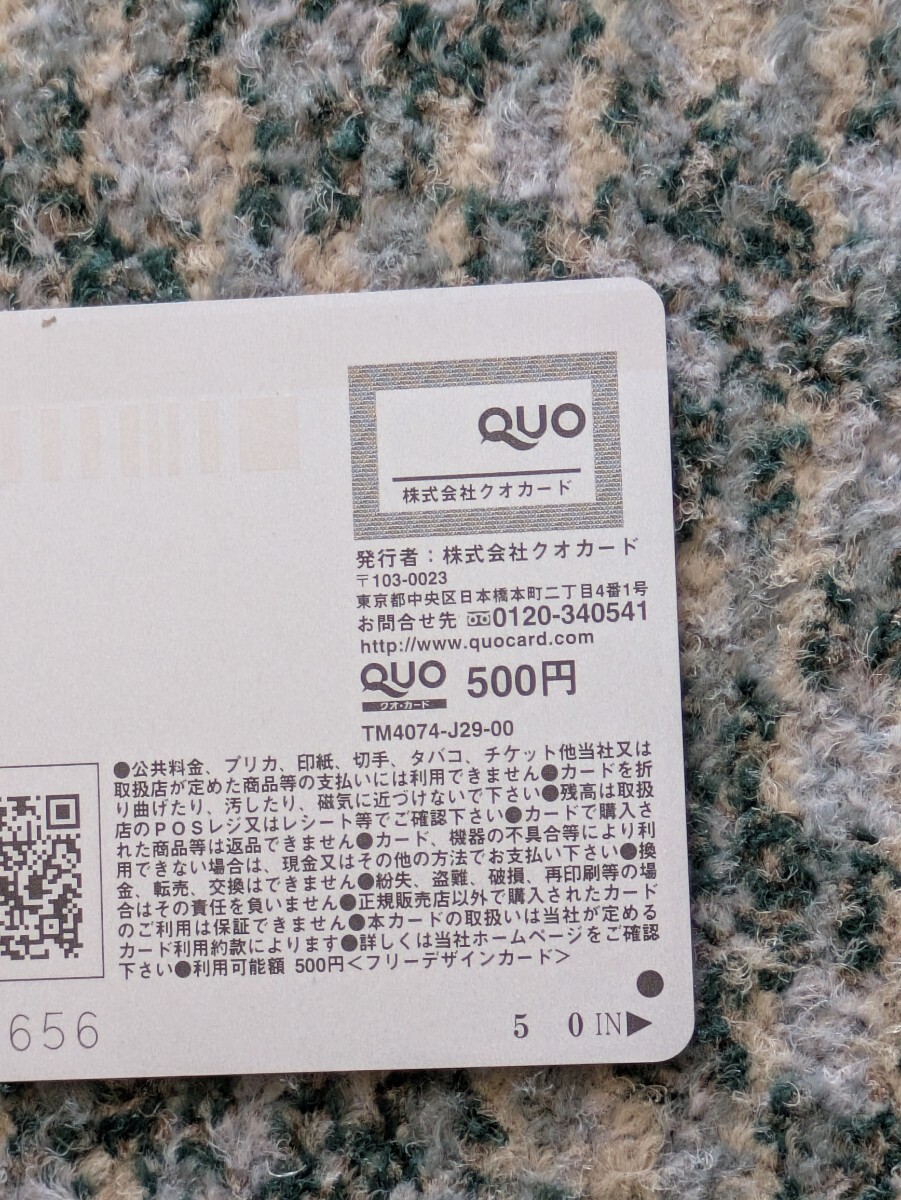 QUO
株式会社クオカード
発行者：株式会社クオカード
〒103-0023
東京都中央区日本橋本町二丁目4番1号
お問合せ先 0120-340541
http://www.quocard.com
QUO 500円
クオ・カード
TM4074-J29-00
●公共料金、プリカ、印紙、切手、タバコ、チケット他当社又は
取扱店が定めた商品等の支払いには利用できません●カードを折
り曲げたり、汚したり、磁気に近づけないで下さい●残高は取扱
店のPOSレジ又はレシート等でご確認下さい●カードで購入さ
れた商品等は返品できません●カード、機器の不具合等により利
用できない場合は、現金又はその他の方法でお支払い下さい●換
金、転売、交換はできません●紛失、盗難、破損、再印刷等の場
合はその責任を負いません●正規販売店以外で購入されたカード
のご利用は保証できません●本カードの取扱いは当社が定める
カード利用約款によります●詳しくは当社ホームページをご確認
下さい●利用可能額 500円<フリーデザインカード>
656
5 0 IN▶